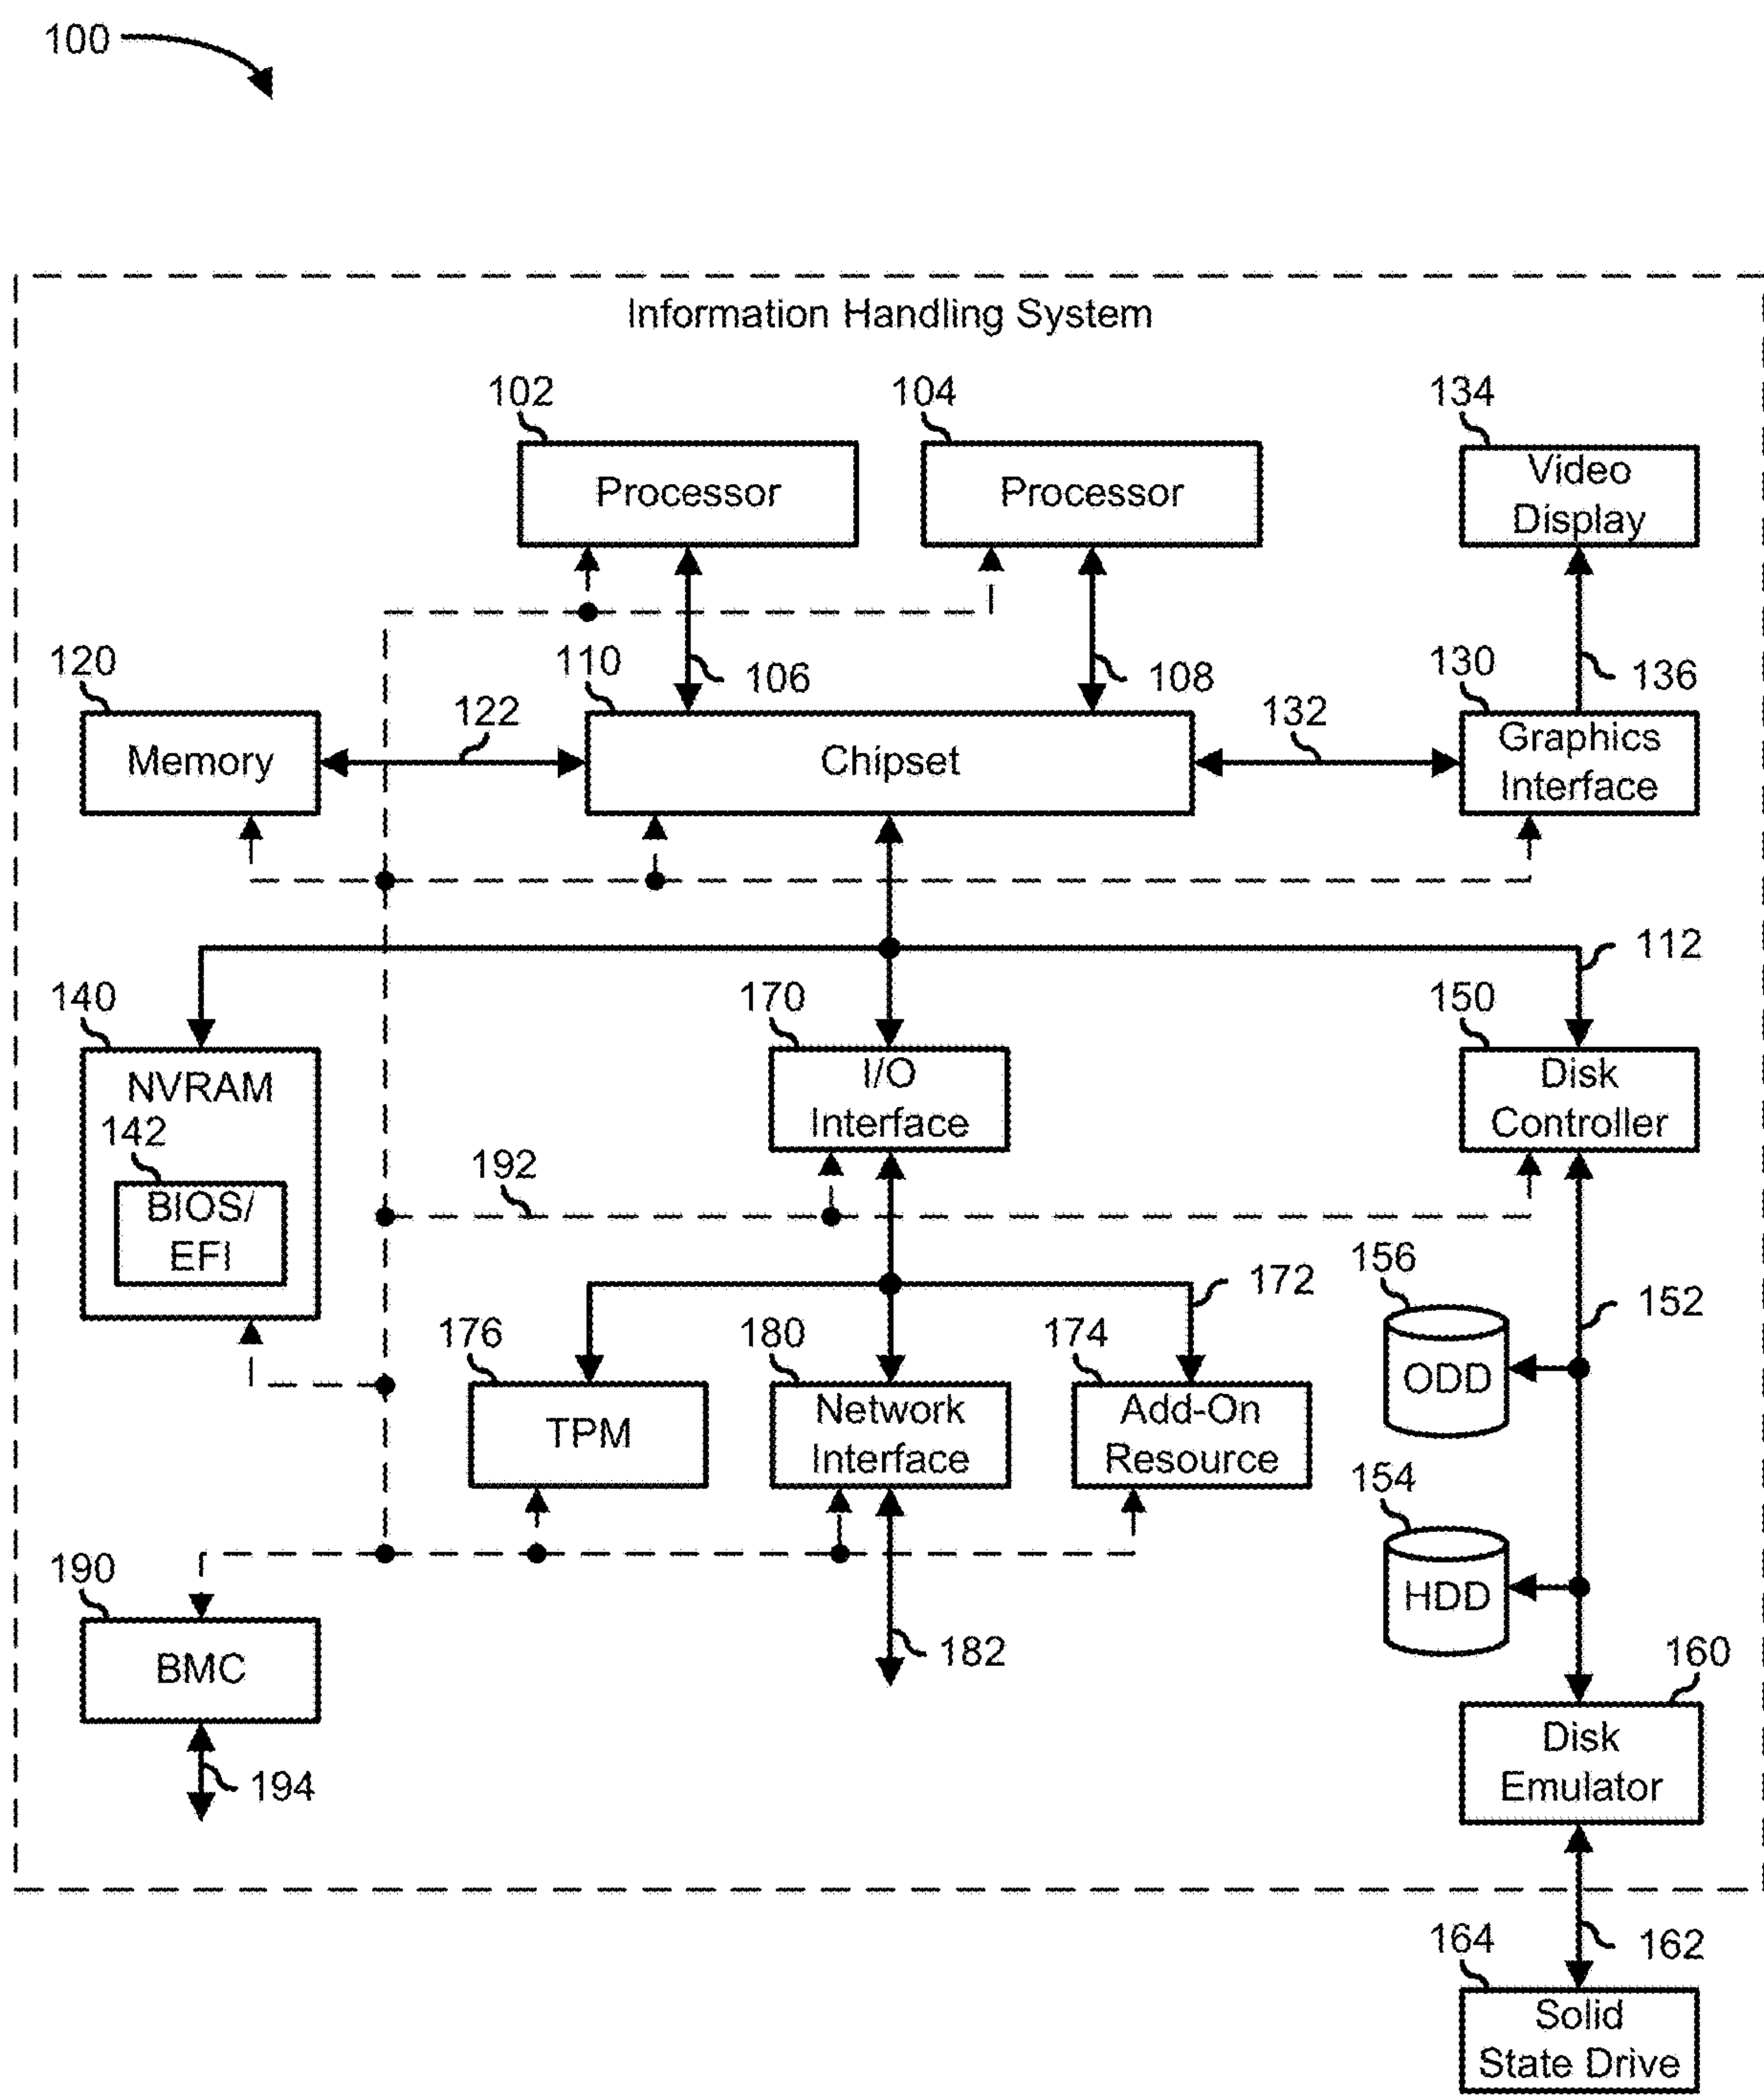 100
Information Handling System
102
104
134
Processor
Processor
Video
Display
120
110
106
108
130
136
122
132
Memory
Chipset
Graphics
Interface
112
140
170
150
NVRAM
I/O
Interface
Disk
Controller
142
BIOS/
EFI
192
156
172
152
176
180
174
ODD
TPM
Network
Interface
Add-On
Resource
154
HDD
190
182
160
BMC
Disk
Emulator
194
164
162
Solid
State Drive